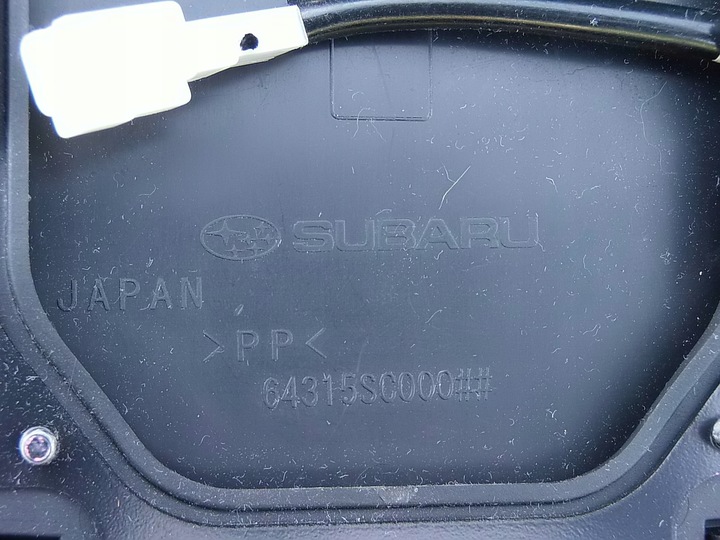 SUBARU
JAPAN
>PP<
64315SC000##